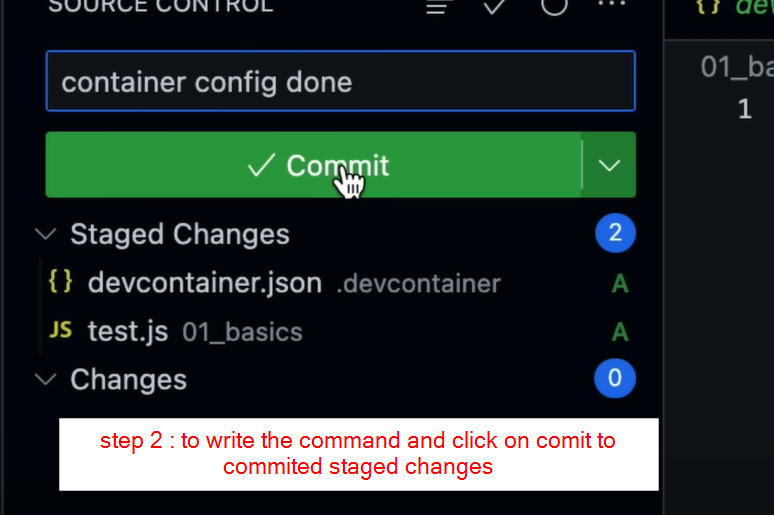 SOURCE CONTROL
{} dev
container config done
01_ba
1
Commit
Staged Changes 2
{} devcontainer.json .devcontainer A
JS test.js 01_basics A
Changes 0
step 2 : to write the command and click on comit to
commited staged changes